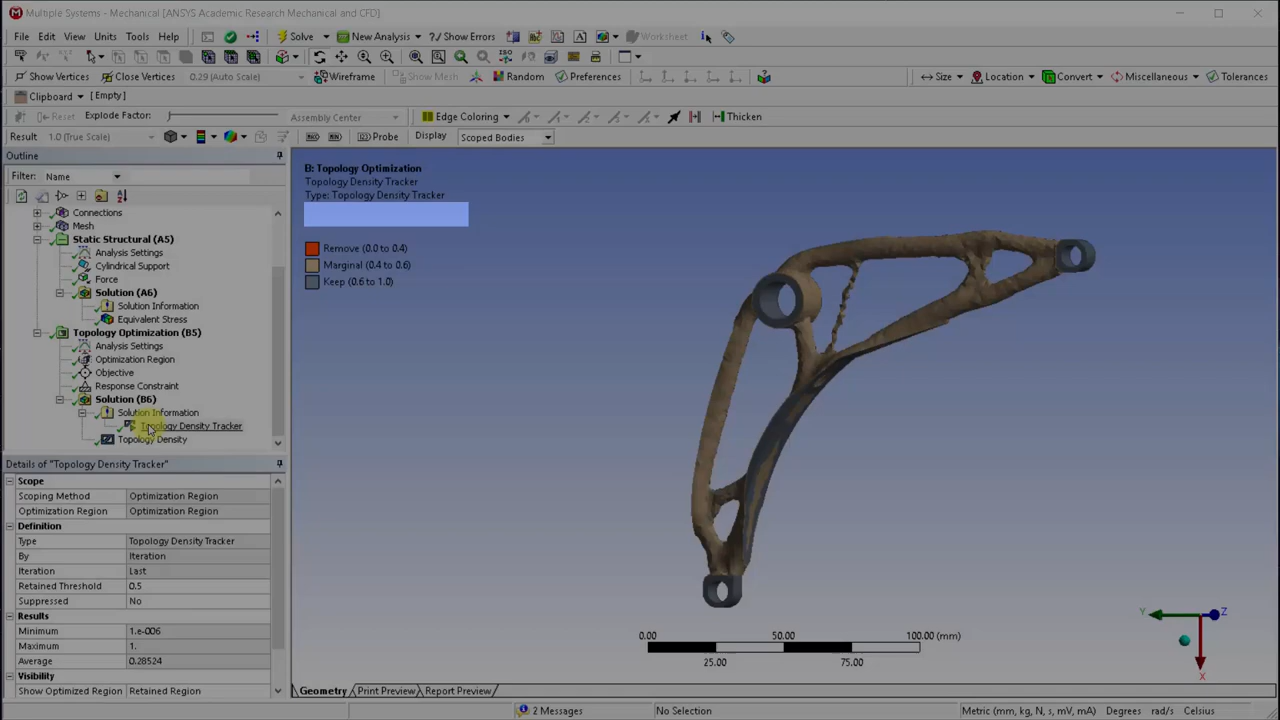 Multiple Systems - Mechanical [ANSYS Academic Research Mechanical and CFD]
File Edit View Units Tools Help Solve New Analysis Show Errors Worksheet
Show Vertices Close Vertices 0.29 (Auto Scale) Wireframe Show Mesh Random Preferences Size Location Convert Miscellaneous Tolerances
Clipboard [Empty]
Reset Explode Factor: Assembly Center Edge Coloring Thicken
Result 1.0 (True Scale) MAX MIN Probe Display Scoped Bodies
Outline
Filter: Name
Connections
Mesh
Static Structural (A5)
Analysis Settings
Cylindrical Support
Force
Solution (A6)
Solution Information
Equivalent Stress
Topology Optimization (B5)
Analysis Settings
Optimization Region
Objective
Response Constraint
Solution (B6)
Solution Information
Topology Density Tracker
Topology Density
Details of "Topology Density Tracker"
Scope
Scoping Method Optimization Region
Optimization Region Optimization Region
Definition
Type Topology Density Tracker
By Iteration
Iteration Last
Retained Threshold 0.5
Suppressed No
Results
Minimum 1.e-006
Maximum 1.
Average 0.28524
Visibility
Show Optimized Region Retained Region
B: Topology Optimization
Topology Density Tracker
Type: Topology Density Tracker
Remove (0.0 to 0.4)
Marginal (0.4 to 0.6)
Keep (0.6 to 1.0)
0.00 50.00 100.00 (mm)
25.00 75.00
Y Z
X
Geometry Print Preview Report Preview
2 Messages No Selection Metric (mm, kg, N, s, mV, mA) Degrees rad/s Celsius